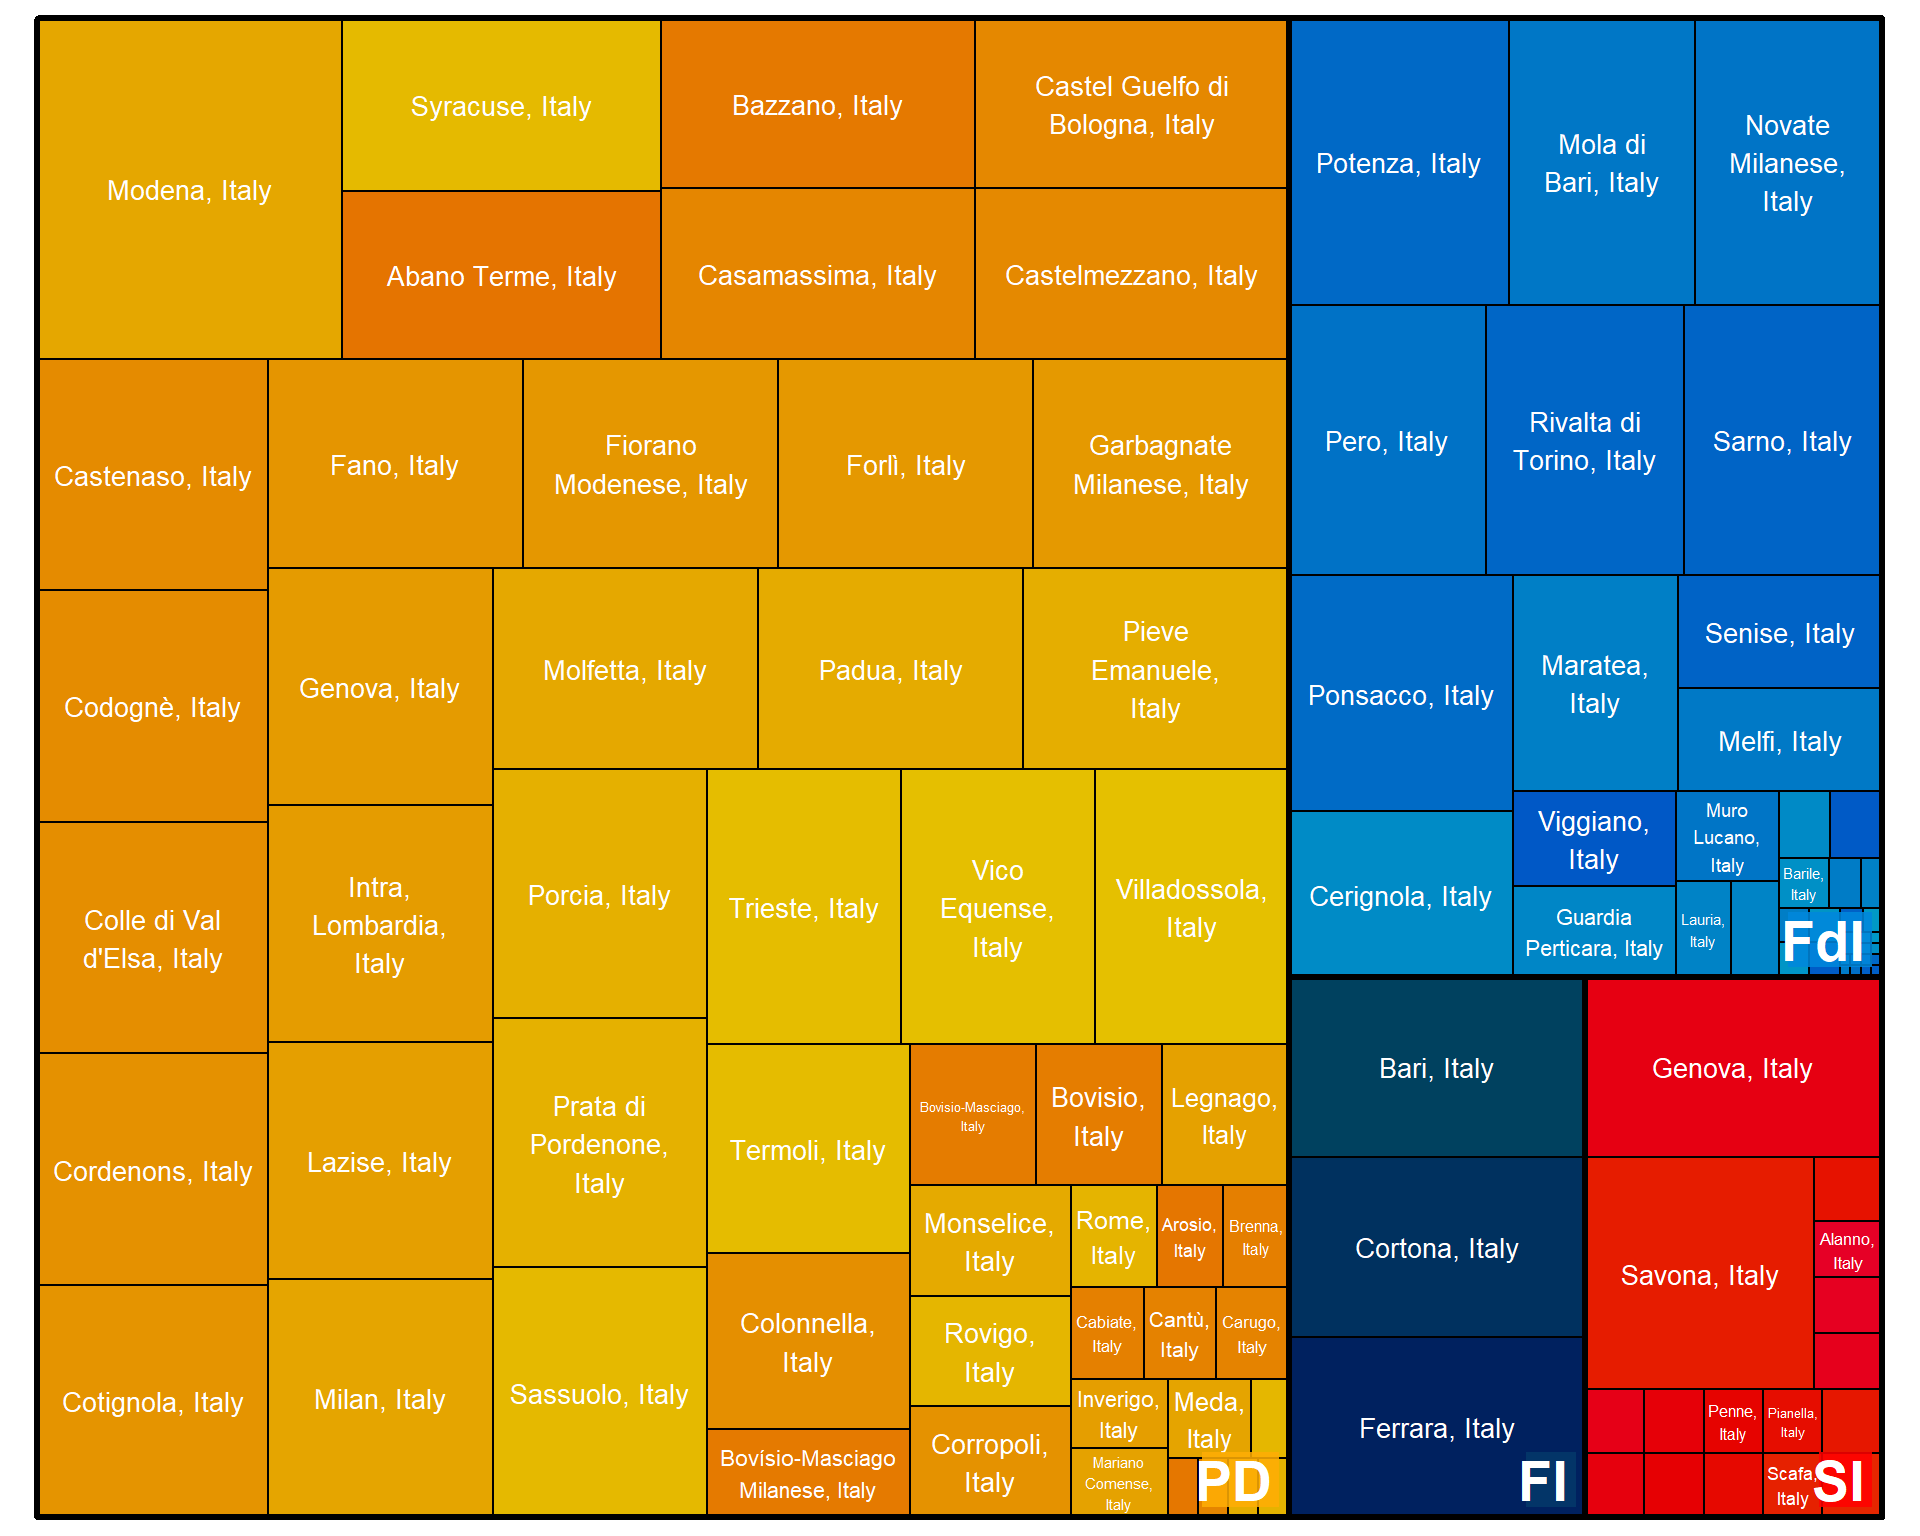 Modena, Italy
Syracuse, Italy
Abano Terme, Italy
Bazzano, Italy
Castel Guelfo di
Bologna, Italy
Casamassima, Italy
Castelmezzano, Italy
Castenaso, Italy
Fano, Italy
Fiorano
Modenese, Italy
Forlì, Italy
Garbagnate
Milanese, Italy
Codognè, Italy
Genova, Italy
Molfetta, Italy
Padua, Italy
Pieve
Emanuele,
Italy
Colle di Val
d'Elsa, Italy
Intra,
Lombardia,
Italy
Porcia, Italy
Trieste, Italy
Vico
Equense,
Italy
Villadossola,
Italy
Cordenons, Italy
Lazise, Italy
Prata di
Pordenone,
Italy
Termoli, Italy
Bovisio-Masciago,
Italy
Bovisio,
Italy
Legnago,
Italy
Monselice,
Italy
Rome,
Italy
Arosio,
Italy
Brenna,
Italy
Cotignola, Italy
Milan, Italy
Sassuolo, Italy
Colonnella,
Italy
Bovísio-Masciago
Milanese, Italy
Rovigo,
Italy
Corropoli,
Italy
Cabiate,
Italy
Cantù,
Italy
Carugo,
Italy
Inverigo,
Italy
Meda,
Italy
Mariano
Comense,
Italy
PD
Potenza, Italy
Mola di
Bari, Italy
Novate
Milanese,
Italy
Pero, Italy
Rivalta di
Torino, Italy
Sarno, Italy
Ponsacco, Italy
Maratea,
Italy
Senise, Italy
Melfi, Italy
Cerignola, Italy
Viggiano,
Italy
Guardia
Perticara, Italy
Muro
Lucano,
Italy
Lauria,
Italy
Barile,
Italy
FdI
Bari, Italy
Cortona, Italy
Ferrara, Italy
FI
Genova, Italy
Savona, Italy
Alanno,
Italy
Penne,
Italy
Pianella,
Italy
Scafa,
Italy
SI